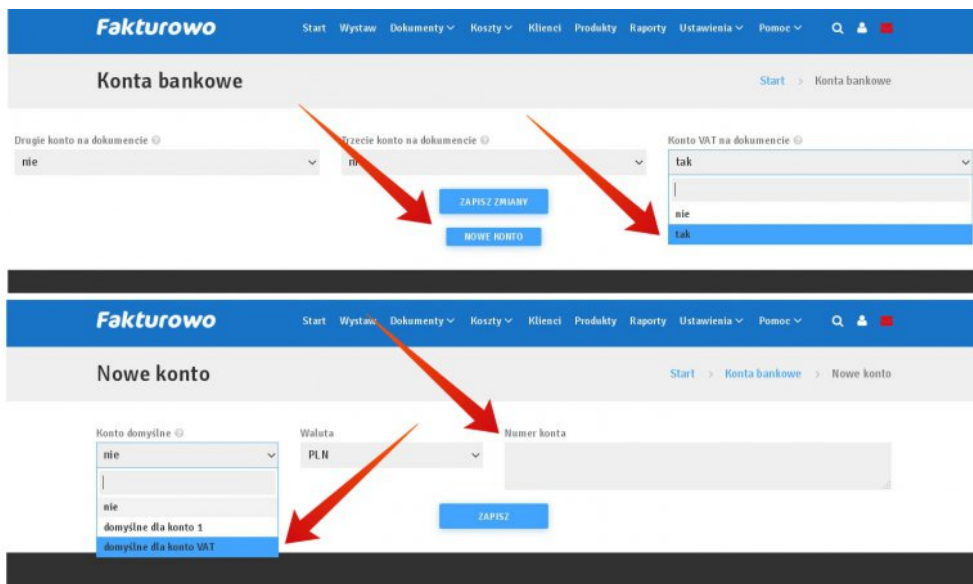 Fakturowo Start Wystaw Dokumenty Koszty Klienci Produkty Raporty Ustawienia Pomoc
Konta bankowe Start > Konta bankowe
Drugie konto na dokumencie Trzecie konto na dokumencie Konto VAT na dokumencie
nie tak
ZAPISZ ZMIANY
nie
NOWE KONTO tak
Fakturowo Start Wystaw Dokumenty Koszty Klienci Produkty Raporty Ustawienia Pomoc
Nowe konto Start > Konta bankowe > Nowe konto
Konto domyślne Waluta Numer konta
nie PLN
nie
ZAPISZ
domyślne dla konto 1
domyślne dla konto VAT